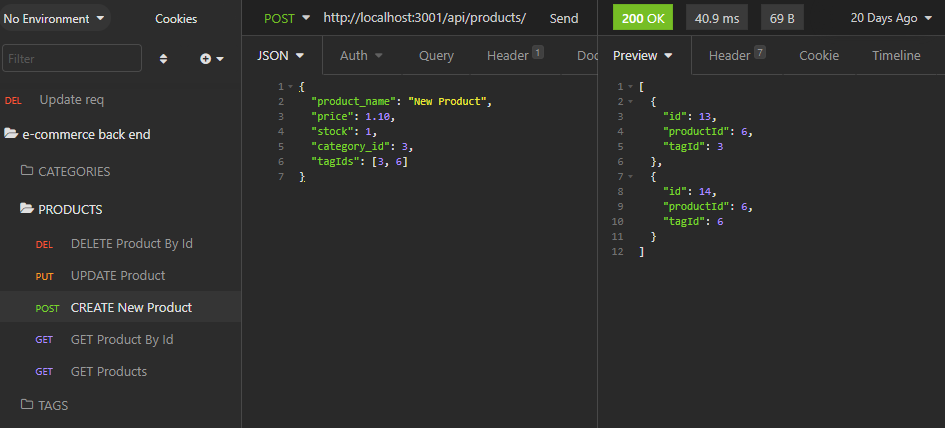 No Environment Cookies
Filter
DEL Update req
e-commerce back end
CATEGORIES
PRODUCTS
DEL DELETE Product By Id
PUT UPDATE Product
POST CREATE New Product
GET GET Product By Id
GET GET Products
TAGS
POST http://localhost:3001/api/products/ Send
JSON Auth Query Header 1 Doc
1 {
2 "product_name": "New Product",
3 "price": 1.10,
4 "stock": 1,
5 "category_id": 3,
6 "tagIds": [3, 6]
7 }
200 OK 40.9 ms 69 B 20 Days Ago
Preview Header 7 Cookie Timeline
1 [
2 {
3 "id": 13,
4 "productId": 6,
5 "tagId": 3
6 },
7 {
8 "id": 14,
9 "productId": 6,
10 "tagId": 6
11 }
12 ]